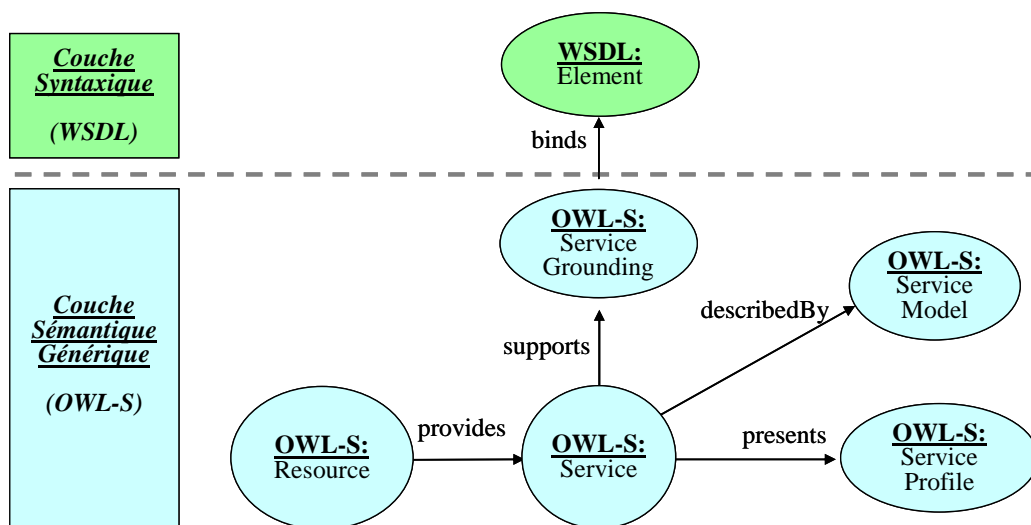 Couche
Syntaxique
(WSDL)
WSDL:
Element
binds
OWL-S:
Service
Grounding
OWL-S:
Service
Model
Couche
Sémantique
Générique
(OWL-S)
describedBy
supports
OWL-S:
Resource
provides
OWL-S:
Service
presents
OWL-S:
Service
Profile